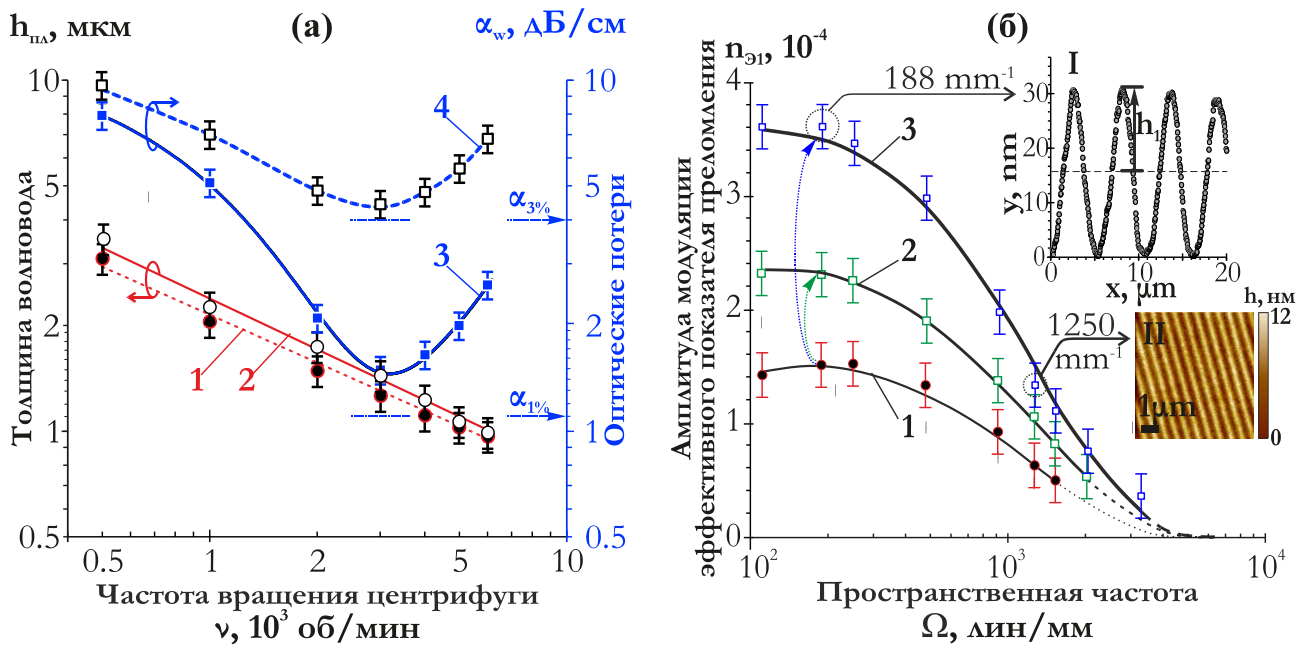 (а)
h_пл, мкм
α_w, дБ/см
10
5
2
1
0.5
10
5
2
1
0.5
4
3
1
2
α_3%
α_1%
Толщина волновода
Оптические потери
0.5
1
2
5
10
Частота вращения центрифуги
ν, 10³ об/мин
(б)
n_Э1, 10⁻⁴
Амплитуда модуляции
эффективного показателя преломления
4
3
2
1
0
3
2
1
188 mm⁻¹
1250
mm⁻¹
I
y, nm
30
20
10
0
h₁
0
10
20
x, μm
II
1μm
h, нм
12
0
10²
10³
10⁴
Пространственная частота
Ω, лин/мм